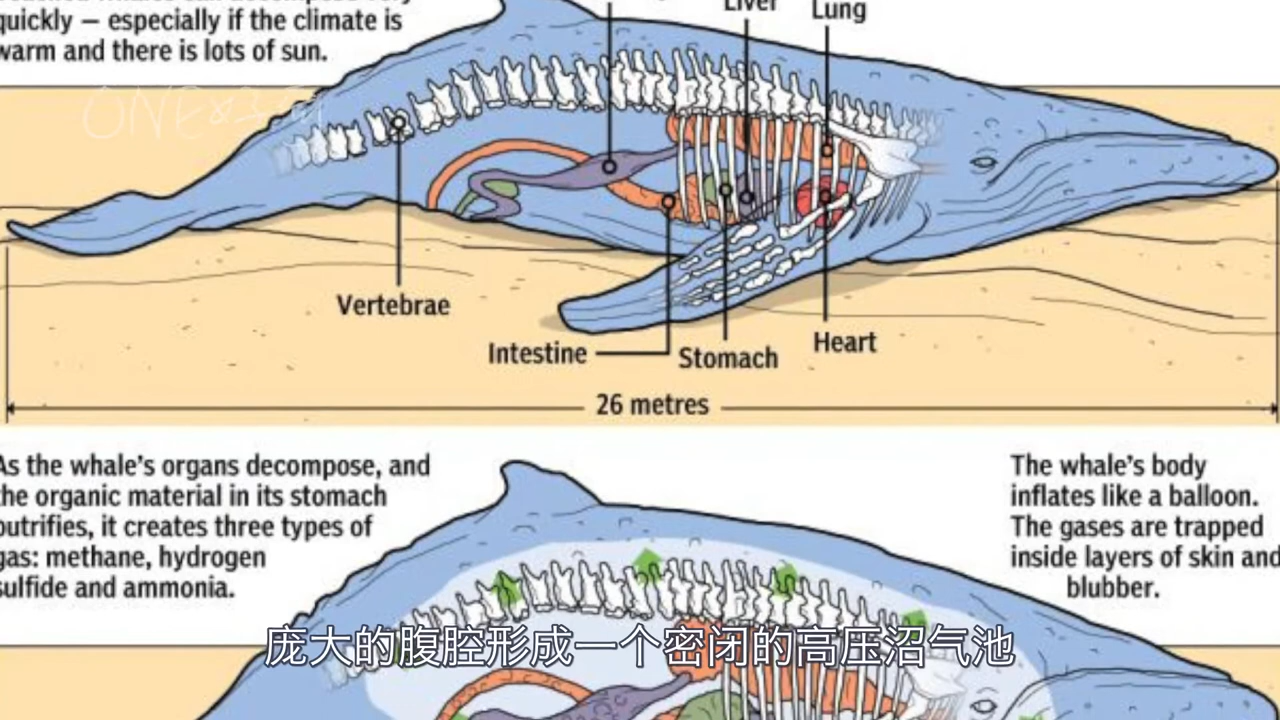 quickly — especially if the climate is
warm and there is lots of sun.
Liver
Lung
Vertebrae
Intestine
Stomach
Heart
26 metres
As the whale's organs decompose, and
the organic material in its stomach
putrifies, it creates three types of
gas: methane, hydrogen
sulfide and ammonia.
The whale's body
inflates like a balloon.
The gases are trapped
inside layers of skin and
blubber.
庞大的腹腔形成一个密闭的高压沼气池